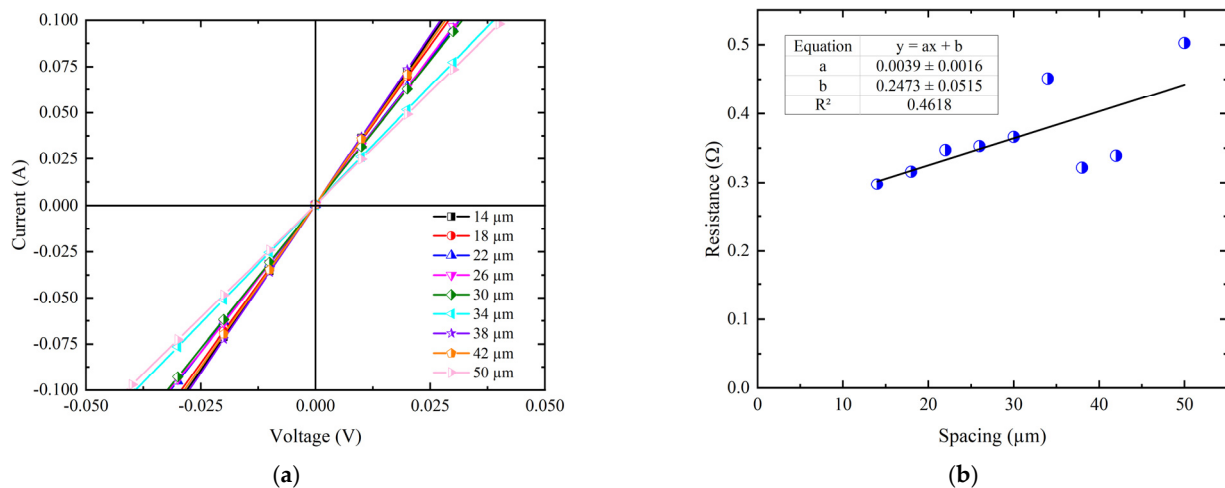 0.100
0.075
0.050
0.025
0.000
-0.025
-0.050
-0.075
-0.100
Current (A)
-0.050 -0.025 0.000 0.025 0.050
Voltage (V)
14 µm
18 µm
22 µm
26 µm
30 µm
34 µm
38 µm
42 µm
50 µm
(a)
0.5
0.4
0.3
0.2
0.1
0.0
Resistance (Ω)
0 10 20 30 40 50
Spacing (µm)
Equation y = ax + b
a 0.0039 ± 0.0016
b 0.2473 ± 0.0515
R² 0.4618
(b)